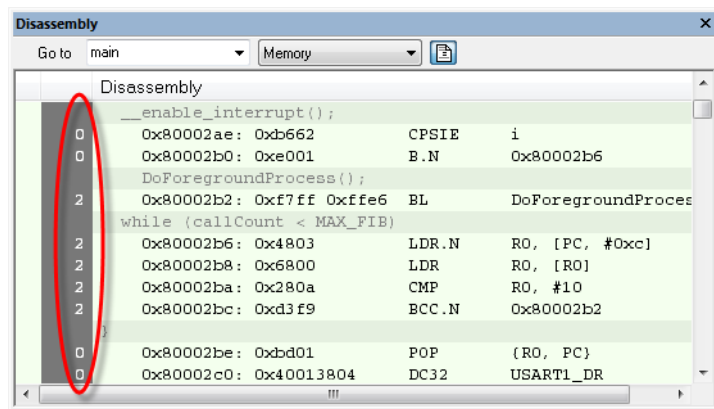 Disassembly
Go to main Memory
Disassembly
__enable_interrupt();
0 0x80002ae: 0xb662 CPSIE i
0 0x80002b0: 0xe001 B.N 0x80002b6
DoForegroundProcess();
2 0x80002b2: 0xf7ff 0xffe6 BL DoForegroundProces
while (callCount < MAX_FIB)
2 0x80002b6: 0x4803 LDR.N R0, [PC, #0xc]
2 0x80002b8: 0x6800 LDR R0, [R0]
2 0x80002ba: 0x280a CMP R0, #10
2 0x80002bc: 0xd3f9 BCC.N 0x80002b2
}
0 0x80002be: 0xbd01 POP {R0, PC}
0 0x80002c0: 0x40013804 DC32 USART1_DR